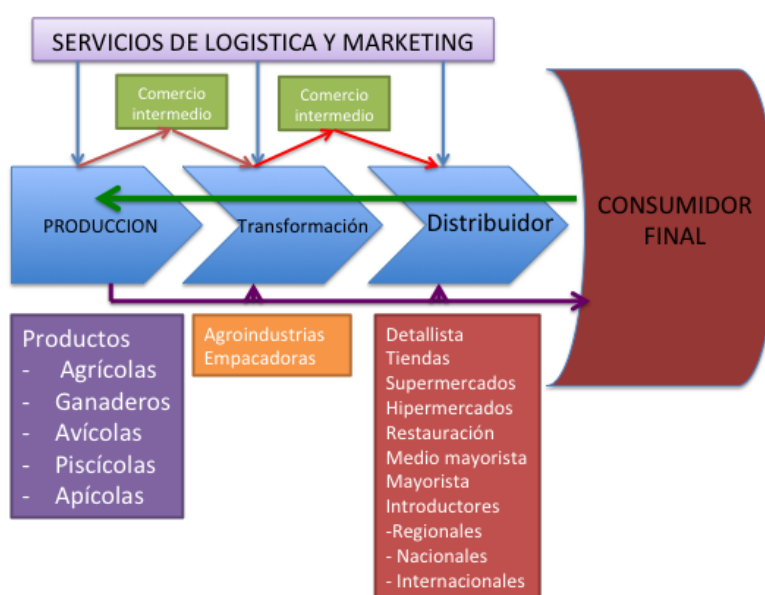 SERVICIOS DE LOGISTICA Y MARKETING
Comercio
intermedio
Comercio
intermedio
PRODUCCION
Transformación
Distribuidor
CONSUMIDOR
FINAL
Productos
- Agrícolas
- Ganaderos
- Avícolas
- Piscícolas
- Apícolas
Agroindustrias
Empacadoras
Detallista
Tiendas
Supermercados
Hipermercados
Restauración
Medio mayorista
Mayorista
Introductores
-Regionales
- Nacionales
- Internacionales